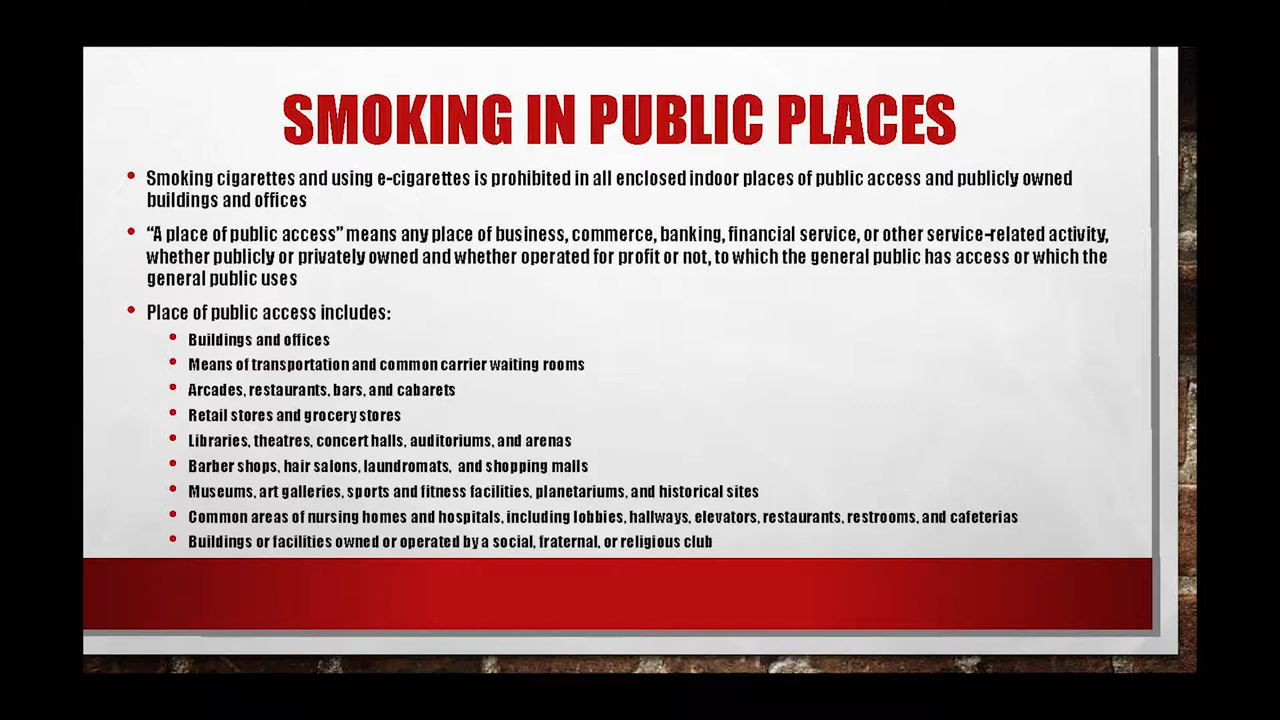 SMOKING IN PUBLIC PLACES
• Smoking cigarettes and using e-cigarettes is prohibited in all enclosed indoor places of public access and publicly owned
buildings and offices
• “A place of public access” means any place of business, commerce, banking, financial service, or other service-related activity,
whether publicly or privately owned and whether operated for profit or not, to which the general public has access or which the
general public uses
• Place of public access includes:
• Buildings and offices
• Means of transportation and common carrier waiting rooms
• Arcades, restaurants, bars, and cabarets
• Retail stores and grocery stores
• Libraries, theatres, concert halls, auditoriums, and arenas
• Barber shops, hair salons, laundromats, and shopping malls
• Museums, art galleries, sports and fitness facilities, planetariums, and historical sites
• Common areas of nursing homes and hospitals, including lobbies, hallways, elevators, restaurants, restrooms, and cafeterias
• Buildings or facilities owned or operated by a social, fraternal, or religious club